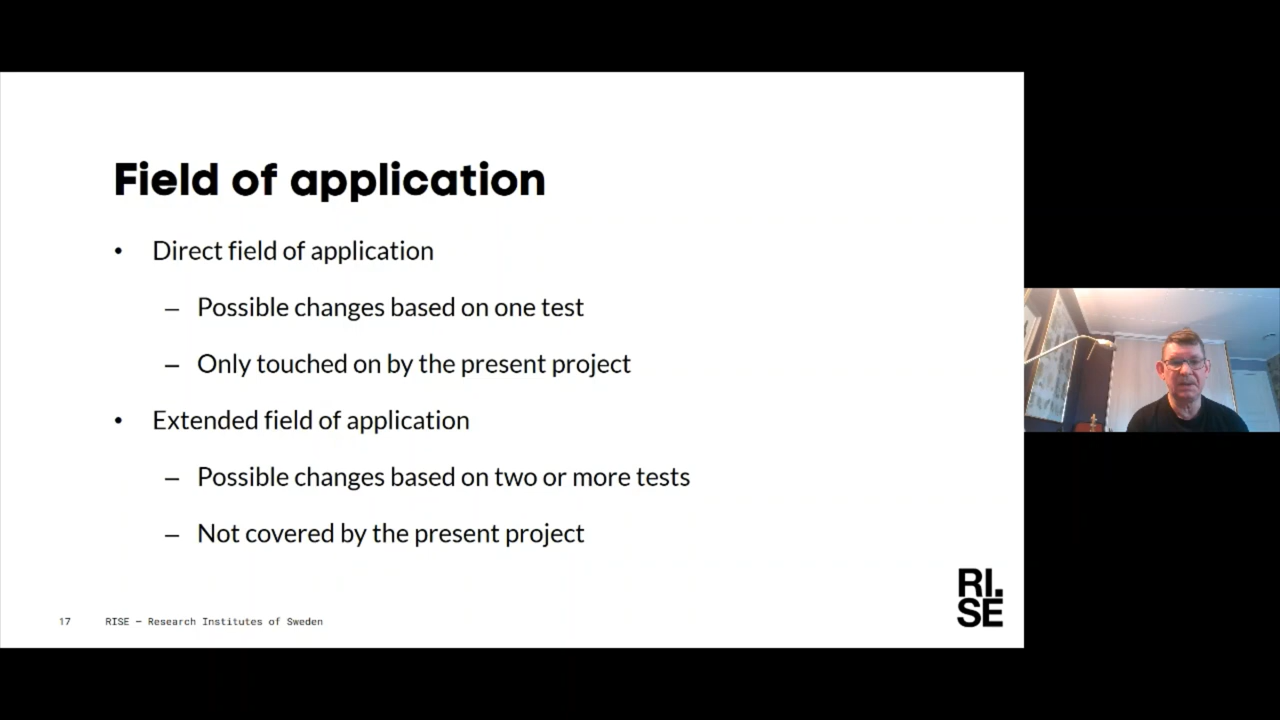 Field of application
• Direct field of application
– Possible changes based on one test
– Only touched on by the present project
• Extended field of application
– Possible changes based on two or more tests
– Not covered by the present project
17 RISE — Research Institutes of Sweden
RI.
SE